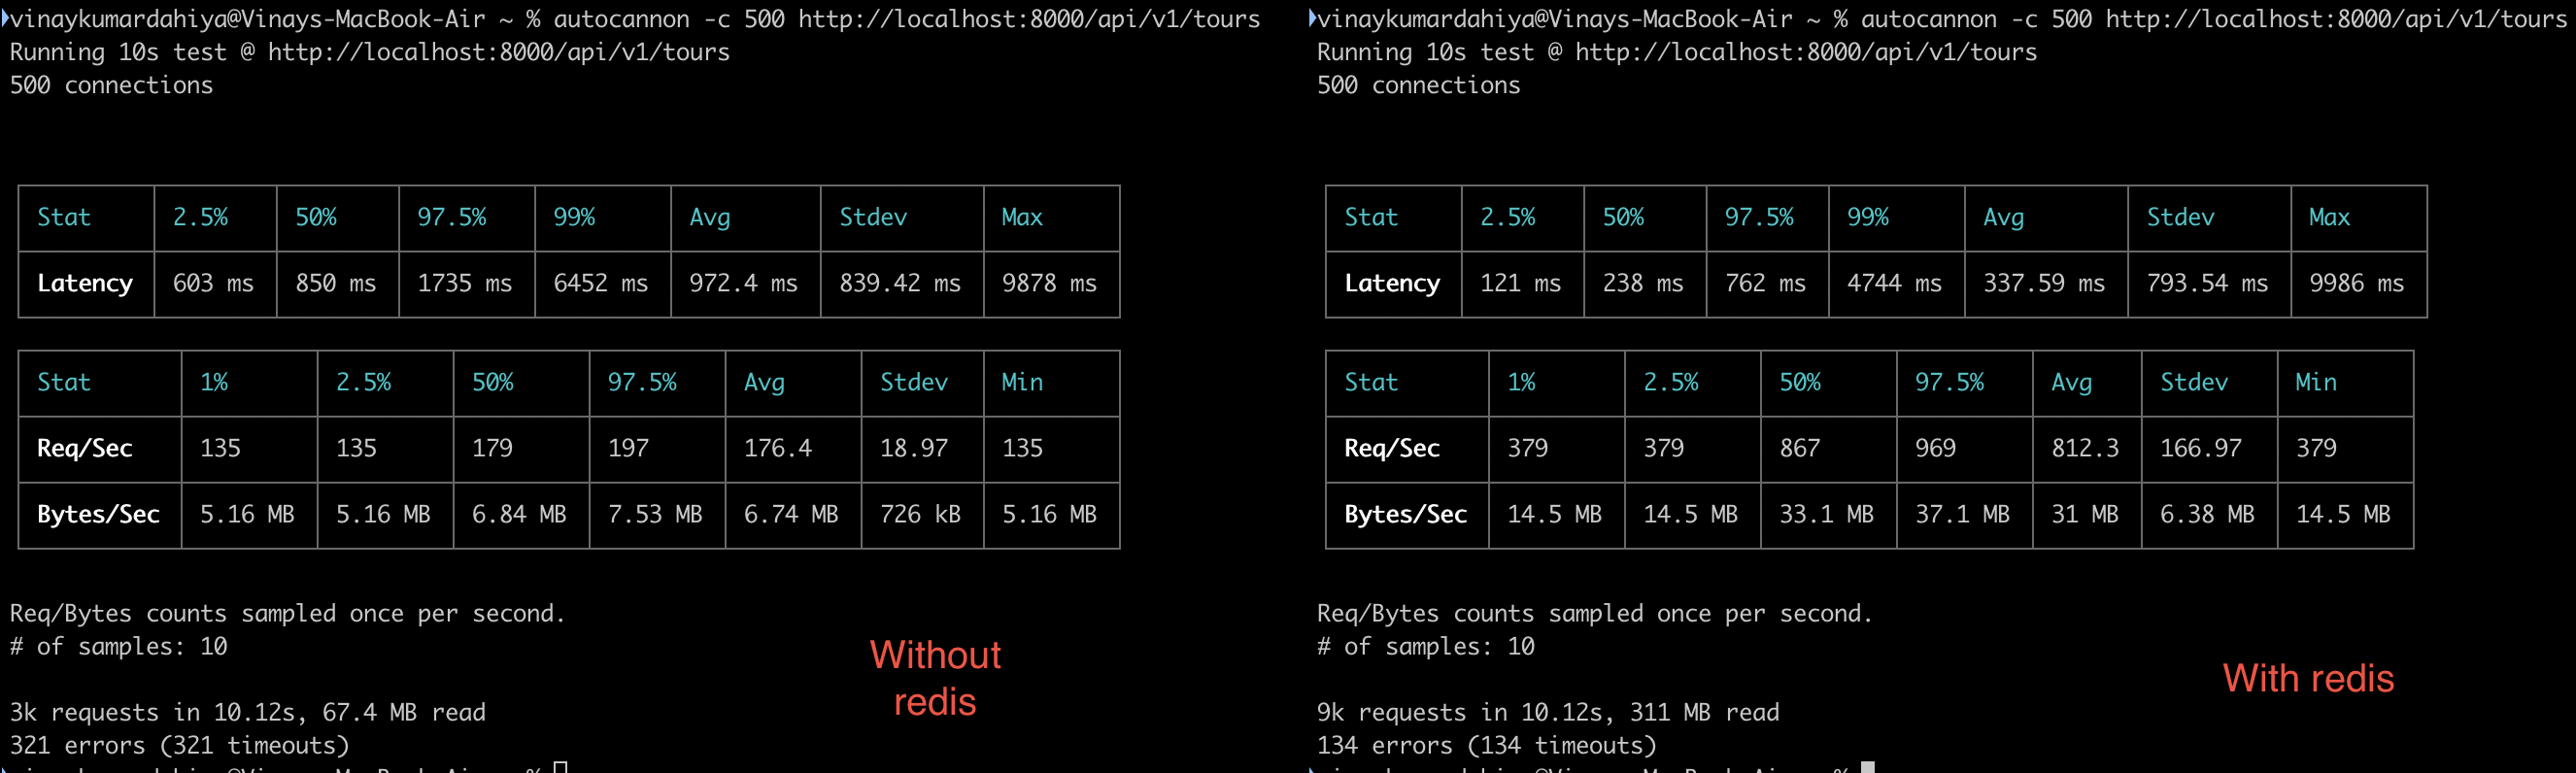 vinaykumardahiya@Vinays-MacBook-Air ~ % autocannon -c 500 http://localhost:8000/api/v1/tours
Running 10s test @ http://localhost:8000/api/v1/tours
500 connections
Stat 2.5% 50% 97.5% 99% Avg Stdev Max
Latency 603 ms 850 ms 1735 ms 6452 ms 972.4 ms 839.42 ms 9878 ms
Stat 1% 2.5% 50% 97.5% Avg Stdev Min
Req/Sec 135 135 179 197 176.4 18.97 135
Bytes/Sec 5.16 MB 5.16 MB 6.84 MB 7.53 MB 6.74 MB 726 kB 5.16 MB
Req/Bytes counts sampled once per second.
# of samples: 10
Without
redis
3k requests in 10.12s, 67.4 MB read
321 errors (321 timeouts)
vinaykumardahiya@Vinays-MacBook-Air ~ % autocannon -c 500 http://localhost:8000/api/v1/tours
Running 10s test @ http://localhost:8000/api/v1/tours
500 connections
Stat 2.5% 50% 97.5% 99% Avg Stdev Max
Latency 121 ms 238 ms 762 ms 4744 ms 337.59 ms 793.54 ms 9986 ms
Stat 1% 2.5% 50% 97.5% Avg Stdev Min
Req/Sec 379 379 867 969 812.3 166.97 379
Bytes/Sec 14.5 MB 14.5 MB 33.1 MB 37.1 MB 31 MB 6.38 MB 14.5 MB
Req/Bytes counts sampled once per second.
# of samples: 10
With redis
9k requests in 10.12s, 311 MB read
134 errors (134 timeouts)